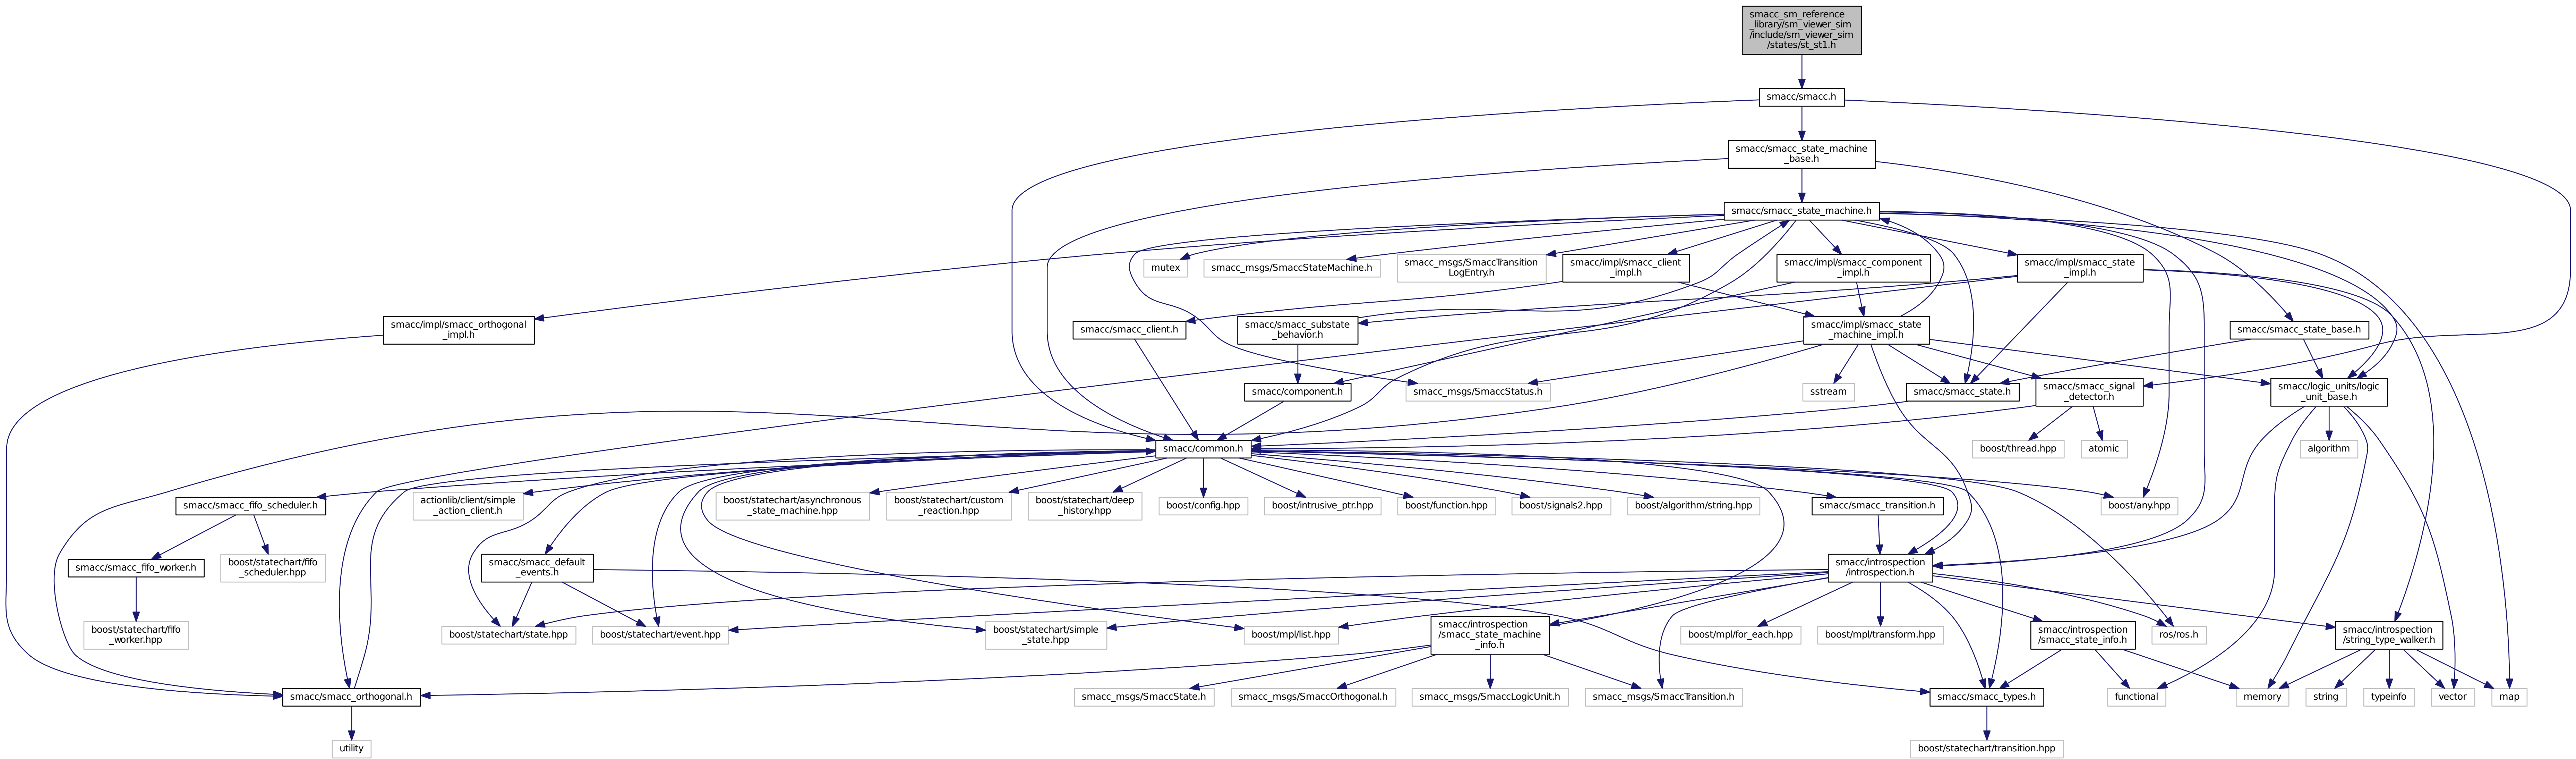 smacc_sm_reference
_library/sm_viewer_sim
/include/sm_viewer_sim
/states/st_st1.h
smacc/smacc.h
smacc/smacc_state_machine
_base.h
smacc/smacc_state_machine.h
mutex
smacc_msgs/SmaccStateMachine.h
smacc_msgs/SmaccTransition
LogEntry.h
smacc/impl/smacc_client
_impl.h
smacc/impl/smacc_component
_impl.h
smacc/impl/smacc_state
_impl.h
smacc/impl/smacc_orthogonal
_impl.h
smacc/smacc_client.h
smacc/smacc_substate
_behavior.h
smacc/impl/smacc_state
_machine_impl.h
smacc/smacc_state_base.h
smacc/component.h
smacc_msgs/SmaccStatus.h
sstream
smacc/smacc_state.h
smacc/smacc_signal
_detector.h
smacc/logic_units/logic
_unit_base.h
smacc/common.h
boost/thread.hpp
atomic
algorithm
smacc/smacc_fifo_scheduler.h
actionlib/client/simple
_action_client.h
boost/statechart/asynchronous
_state_machine.hpp
boost/statechart/custom
_reaction.hpp
boost/statechart/deep
_history.hpp
boost/config.hpp
boost/intrusive_ptr.hpp
boost/function.hpp
boost/signals2.hpp
boost/algorithm/string.hpp
smacc/smacc_transition.h
boost/any.hpp
smacc/smacc_fifo_worker.h
boost/statechart/fifo
_scheduler.hpp
smacc/smacc_default
_events.h
smacc/introspection
/introspection.h
boost/statechart/fifo
_worker.hpp
boost/statechart/state.hpp
boost/statechart/event.hpp
boost/statechart/simple
_state.hpp
boost/mpl/list.hpp
smacc/introspection
/smacc_state_machine
_info.h
boost/mpl/for_each.hpp
boost/mpl/transform.hpp
smacc/introspection
/smacc_state_info.h
ros/ros.h
smacc/introspection
/string_type_walker.h
smacc/smacc_orthogonal.h
smacc_msgs/SmaccState.h
smacc_msgs/SmaccOrthogonal.h
smacc_msgs/SmaccLogicUnit.h
smacc_msgs/SmaccTransition.h
smacc/smacc_types.h
functional
memory
string
typeinfo
vector
map
utility
boost/statechart/transition.hpp